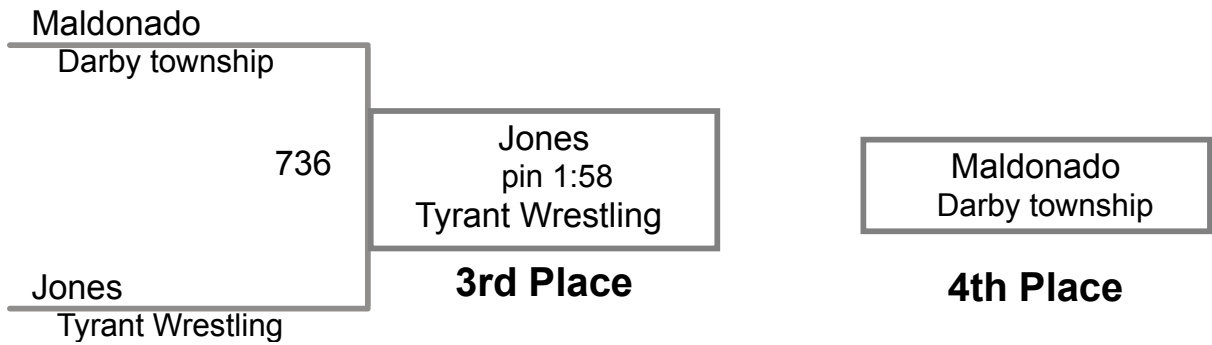 Maldonado
Darby township
736
Jones
pin 1:58
Tyrant Wrestling
3rd Place
Maldonado
Darby township
4th Place
Jones
Tyrant Wrestling